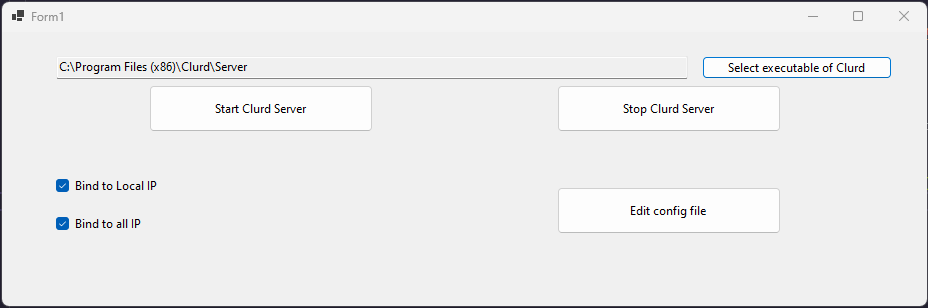 Form1
C:\Program Files (x86)\Clurd\Server
Select executable of Clurd
Start Clurd Server
Stop Clurd Server
Bind to Local IP
Edit config file
Bind to all IP